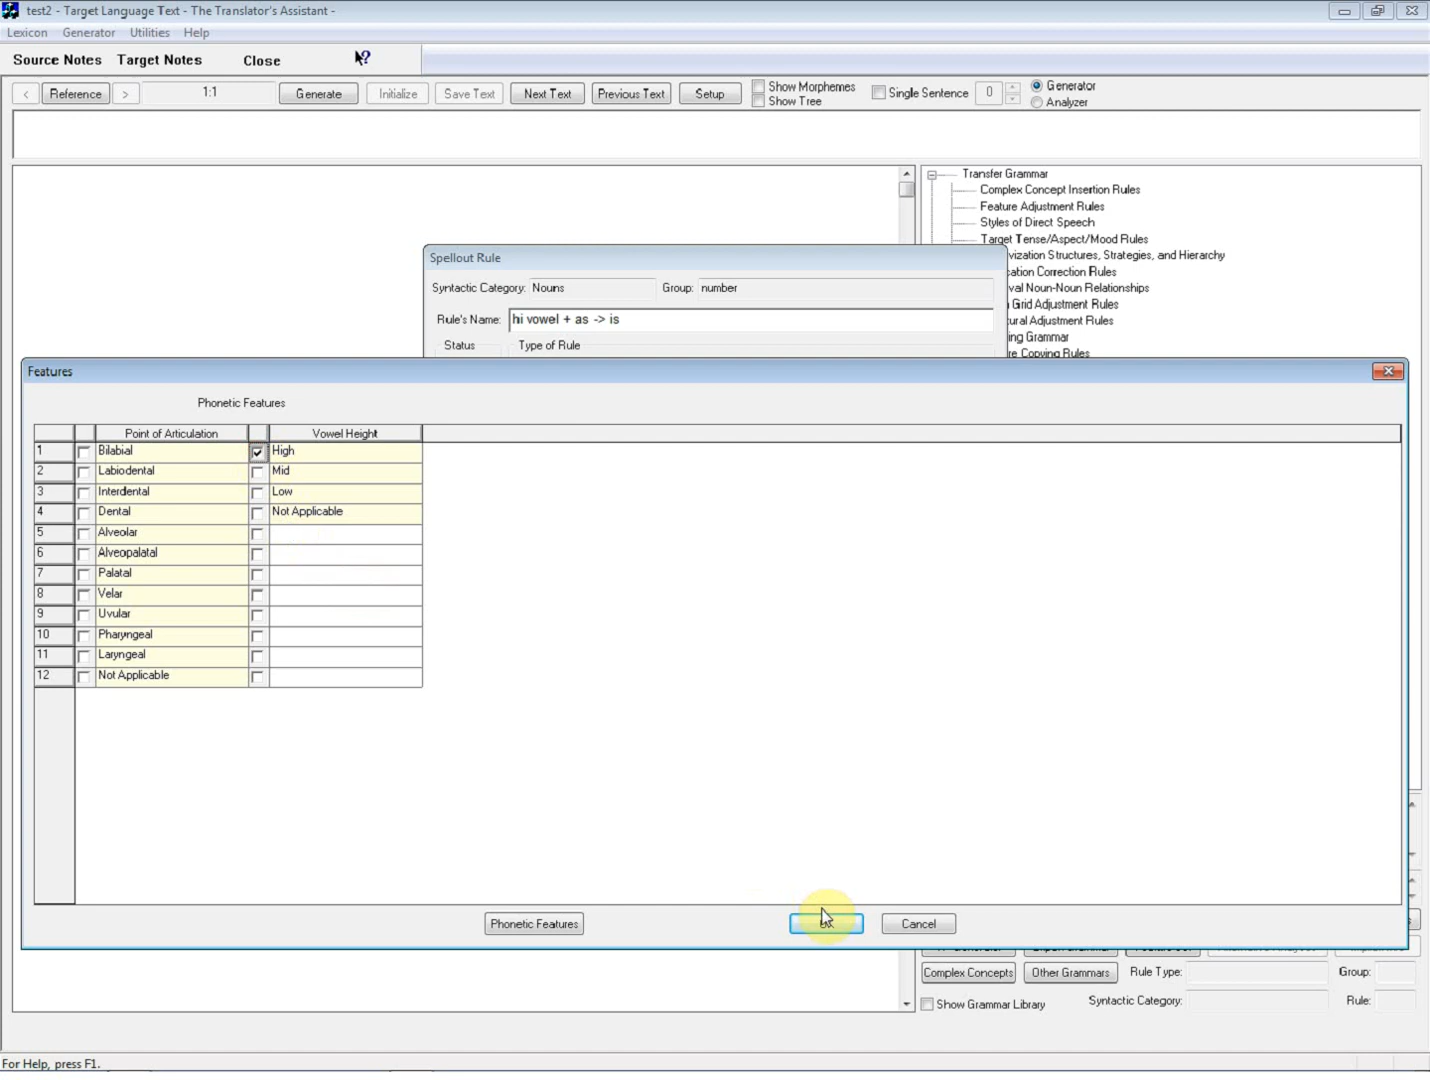 test2 - Target Language Text - The Translator's Assistant -
Lexicon Generator Utilities Help
Source Notes Target Notes Close ?
< Reference > 1:1 Generate Initialize Save Text Next Text Previous Text Setup Show Morphemes Single Sentence 0 Generator
Show Tree Analyzer
Transfer Grammar
Complex Concept Insertion Rules
Feature Adjustment Rules
Styles of Direct Speech
Target Tense/Aspect/Mood Rules
Structures, Strategies, and Hierarchy
Correction Rules
Noun-Noun Relationships
Grid Adjustment Rules
Adjustment Rules
Grammar
Copying Rules
Spellout Rule
Syntactic Category: Nouns Group: number
Rule's Name: hi vowel + as -> is
Status Type of Rule
Features
Phonetic Features
Point of Articulation Vowel Height
1 Bilabial High
2 Labiodental Mid
3 Interdental Low
4 Dental Not Applicable
5 Alveolar
6 Alveopalatal
7 Palatal
8 Velar
9 Uvular
10 Pharyngeal
11 Laryngeal
12 Not Applicable
Phonetic Features Cancel
Complex Concepts Other Grammars Rule Type: Group:
Show Grammar Library Syntactic Category: Rule:
For Help, press F1.